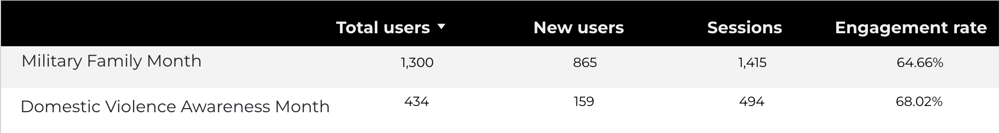 Total users New users Sessions Engagement rate
Military Family Month 1,300 865 1,415 64.66%
Domestic Violence Awareness Month 434 159 494 68.02%